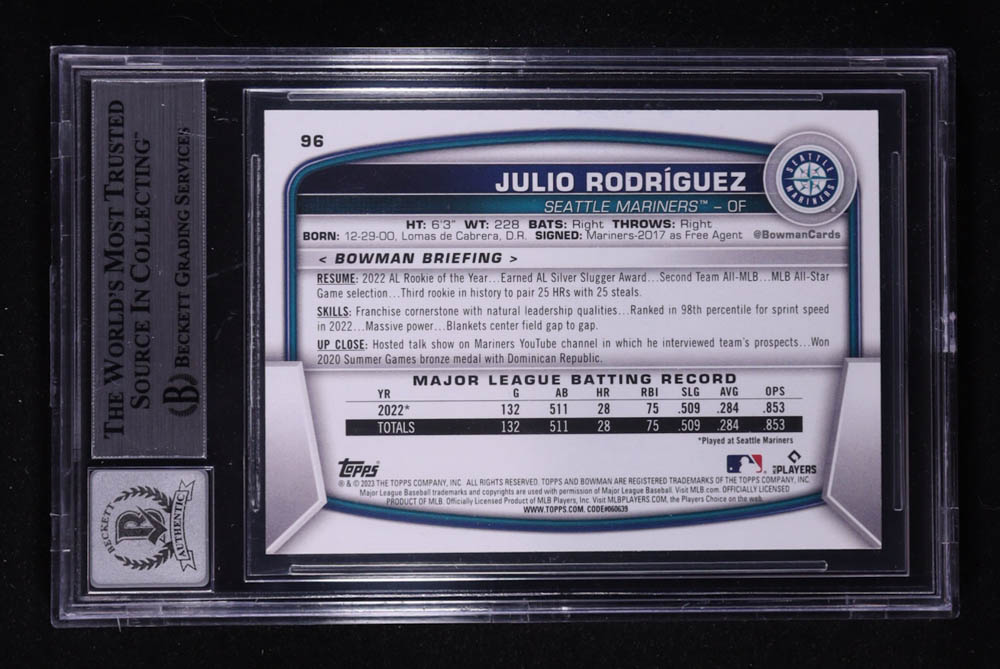 THE WORLD'S MOST TRUSTED
SOURCE IN COLLECTING™
BECKETT GRADING SERVICES
B
BECKETT
B
AUTHENTIC
96
SEATTLE
MARINERS
JULIO RODRÍGUEZ
SEATTLE MARINERS™ – OF
HT: 6'3" WT: 228 BATS: Right THROWS: Right
BORN: 12-29-00, Lomas de Cabrera, D.R. SIGNED: Mariners-2017 as Free Agent @BowmanCards
< BOWMAN BRIEFING >
RESUME: 2022 AL Rookie of the Year...Earned AL Silver Slugger Award...Second Team All-MLB...MLB All-Star
Game selection...Third rookie in history to pair 25 HRs with 25 steals.
SKILLS: Franchise cornerstone with natural leadership qualities...Ranked in 98th percentile for sprint speed
in 2022...Massive power...Blankets center field gap to gap.
UP CLOSE: Hosted talk show on Mariners YouTube channel in which he interviewed team's prospects...Won
2020 Summer Games bronze medal with Dominican Republic.
MAJOR LEAGUE BATTING RECORD
YR G AB HR RBI SLG AVG OPS
2022* 132 511 28 75 .509 .284 .853
TOTALS 132 511 28 75 .509 .284 .853
*Played at Seattle Mariners
topps
PLAYERS
® & © 2023 THE TOPPS COMPANY, INC. ALL RIGHTS RESERVED. TOPPS AND BOWMAN ARE REGISTERED TRADEMARKS OF THE TOPPS COMPANY, INC.
Major League Baseball trademarks and copyrights are used with permission of Major League Baseball. Visit MLB.com. OFFICIALLY LICENSED
PRODUCT OF MLB Players, Inc. Officially Licensed Product of MLB Players, Inc. Visit MLBPLAYERS.COM, the Players Choice on the web.
WWW.TOPPS.COM. CODE#060639